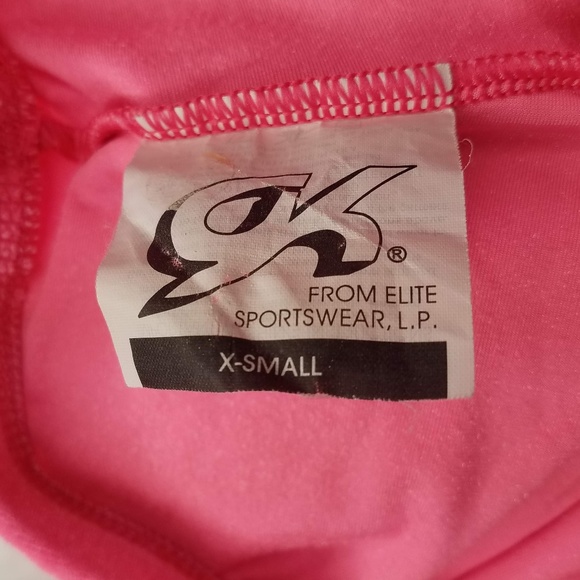 GK®
FROM ELITE
SPORTSWEAR, L.P.
X-SMALL